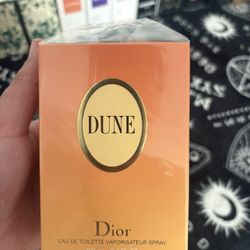 DUNE
Dior
EAU DE TOILETTE VAPORISATEUR SPRAY